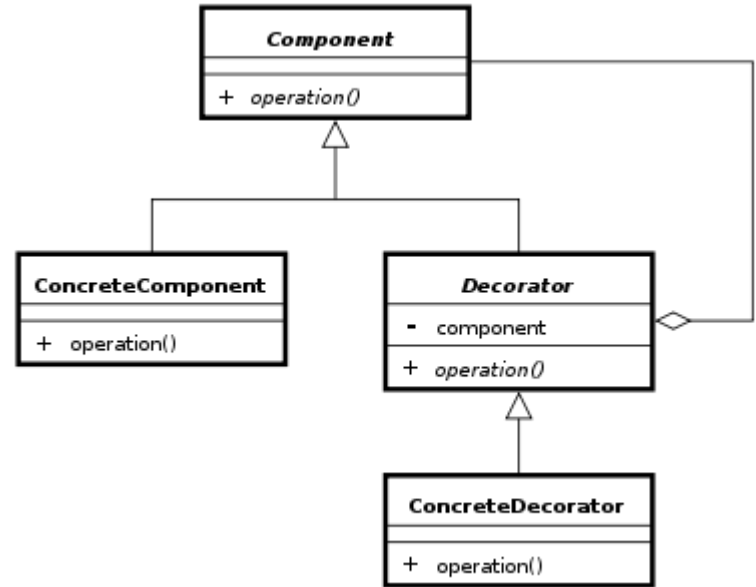 Component
+ operation()
ConcreteComponent
+ operation()
Decorator
- component
+ operation()
ConcreteDecorator
+ operation()